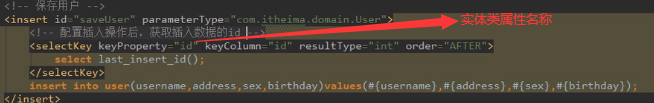 <!-- 保存用户 -->
<insert id="saveUser" parameterType="com.itheima.domain.User">
实体类属性名称
<!-- 配置插入操作后，获取插入数据的id -->
<selectKey keyProperty="id" keyColumn="id" resultType="int" order="AFTER">
select last_insert_id();
</selectKey>
insert into user(username,address,sex,birthday)values(#{username},#{address},#{sex},#{birthday});
</insert>